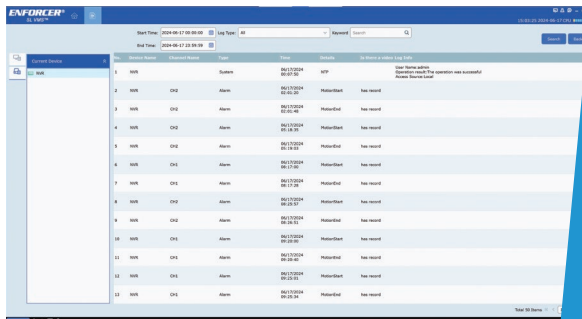 ENFORCER®
EL VMS™
15:03:25 2024-06-17 CPU
Start Time: 2024-06-17 00:00:00 Log Type: All Keyword Search
End Time: 2024-06-17 23:59:59
Search
Current Device
NVR
No. Device Name Channel Name Type Time Details Is there a video Log Info
1 NVR System 06/17/2024 00:07:50 NTP User Name:admin
Operation result:The operation was successful
Access Source:Local
2 NVR CH2 Alarm 06/17/2024 02:01:20 MotionStart has record
3 NVR CH2 Alarm 06/17/2024 02:01:48 MotionEnd has record
4 NVR CH2 Alarm 06/17/2024 05:18:35 MotionStart has record
5 NVR CH2 Alarm 06/17/2024 05:19:03 MotionEnd has record
6 NVR CH1 Alarm 06/17/2024 08:17:00 MotionStart has record
7 NVR CH1 Alarm 06/17/2024 08:17:28 MotionEnd has record
8 NVR CH2 Alarm 06/17/2024 08:25:57 MotionStart has record
9 NVR CH2 Alarm 06/17/2024 08:26:51 MotionEnd has record
10 NVR CH1 Alarm 06/17/2024 09:20:00 MotionStart has record
11 NVR CH1 Alarm 06/17/2024 09:20:40 MotionEnd has record
12 NVR CH1 Alarm 06/17/2024 09:25:01 MotionStart has record
13 NVR CH1 Alarm 06/17/2024 09:25:34 MotionEnd has record
Total 50 Items